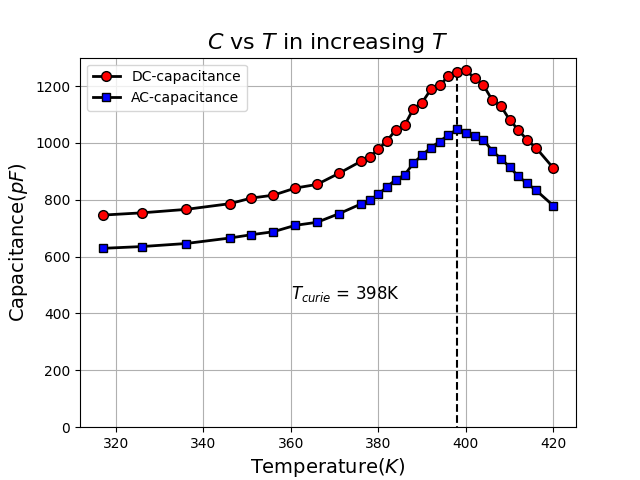 C vs T in increasing T
DC-capacitance
AC-capacitance
Capacitance(pF)
1200
1000
800
600
400
200
0
T_curie = 398K
320 340 360 380 400 420
Temperature(K)